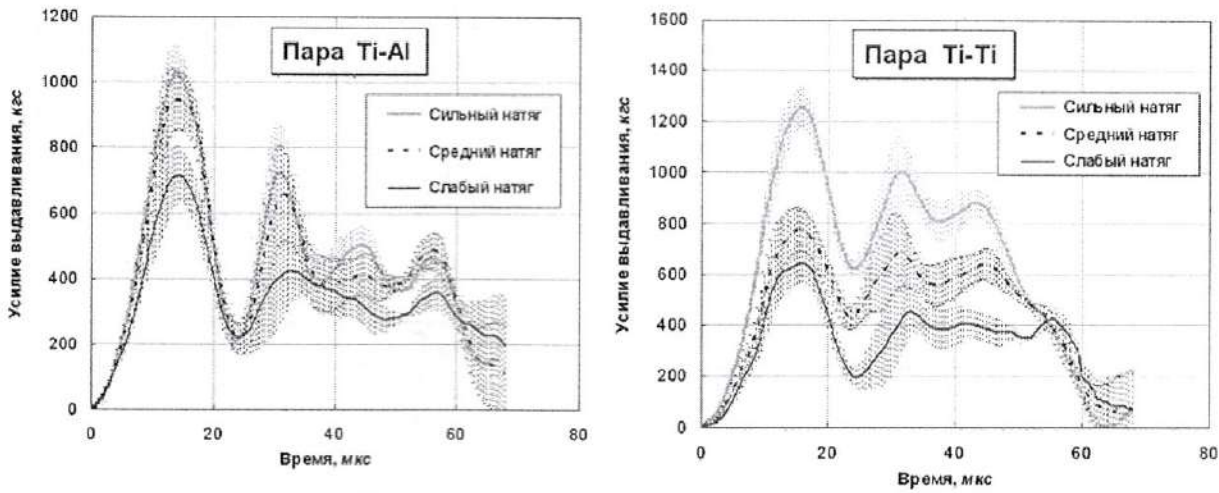 Пара Ti-Al
Усилие выдавливания, кгс
1200
1000
800
600
400
200
0
Сильный натяг
Средний натяг
Слабый натяг
0 20 40 60 80
Время, мкс
Пара Ti-Ti
Усилие выдавливания, кгс
1600
1400
1200
1000
800
600
400
200
0
Сильный натяг
Средний натяг
Слабый натяг
0 20 40 60 80
Время, мкс